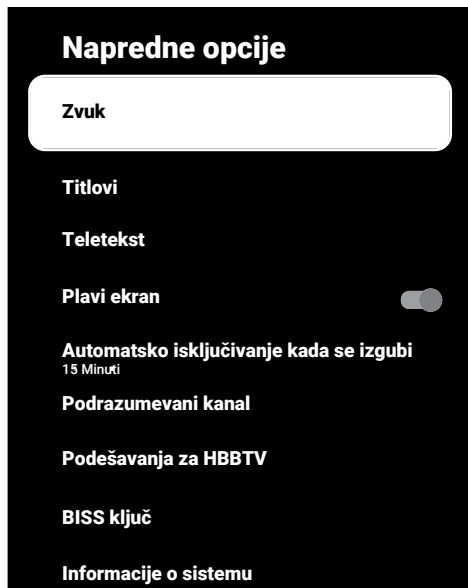 Napredne opcije
Zvuk
Titlovi
Teletekst
Plavi ekran
Automatsko isključivanje kada se izgubi
15 Minuti
Podrazumevani kanal
Podešavanja za HBBTV
BISS ključ
Informacije o sistemu